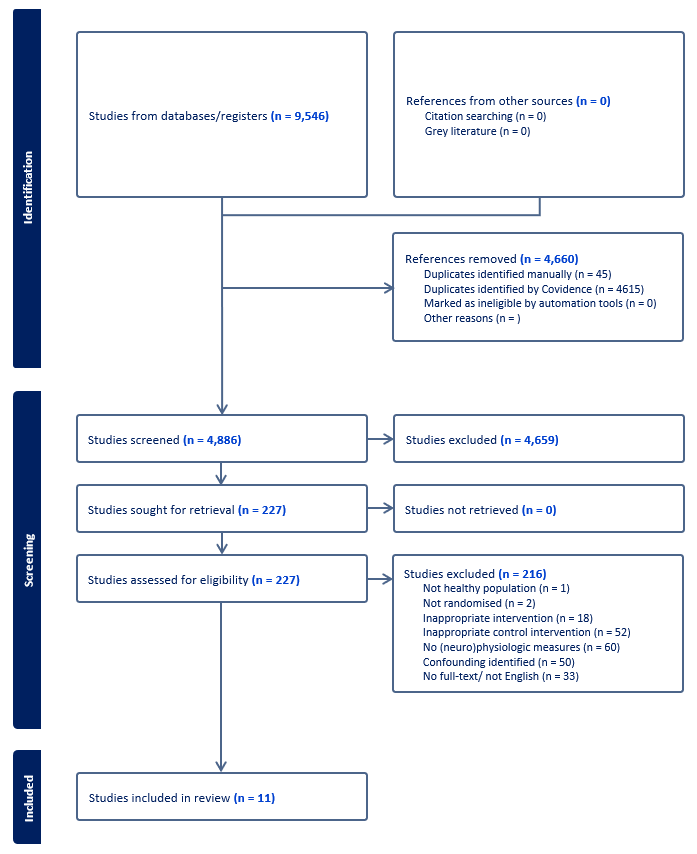 Identification
Studies from databases/registers (n = 9,546)
References from other sources (n = 0)
Citation searching (n = 0)
Grey literature (n = 0)
References removed (n = 4,660)
Duplicates identified manually (n = 45)
Duplicates identified by Covidence (n = 4615)
Marked as ineligible by automation tools (n = 0)
Other reasons (n = )
Screening
Studies screened (n = 4,886)
Studies excluded (n = 4,659)
Studies sought for retrieval (n = 227)
Studies not retrieved (n = 0)
Studies assessed for eligibility (n = 227)
Studies excluded (n = 216)
Not healthy population (n = 1)
Not randomised (n = 2)
Inappropriate intervention (n = 18)
Inappropriate control intervention (n = 52)
No (neuro)physiologic measures (n = 60)
Confounding identified (n = 50)
No full-text/ not English (n = 33)
Included
Studies included in review (n = 11)